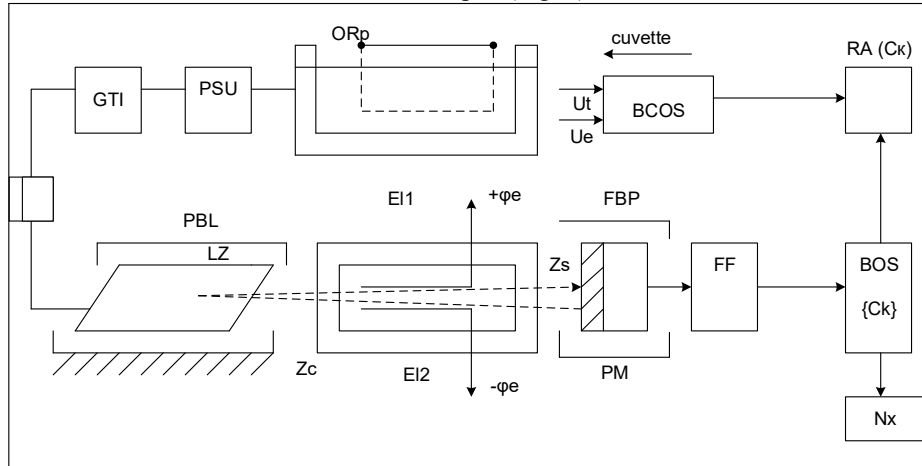 ORp
cuvette
RA (Ск)
GTI
PSU
Ut
Ue
BCOS
El1
+φe
FBP
PBL
LZ
Zs
FF
BOS
{Ck}
Zc
El2
-φe
PM
Nx